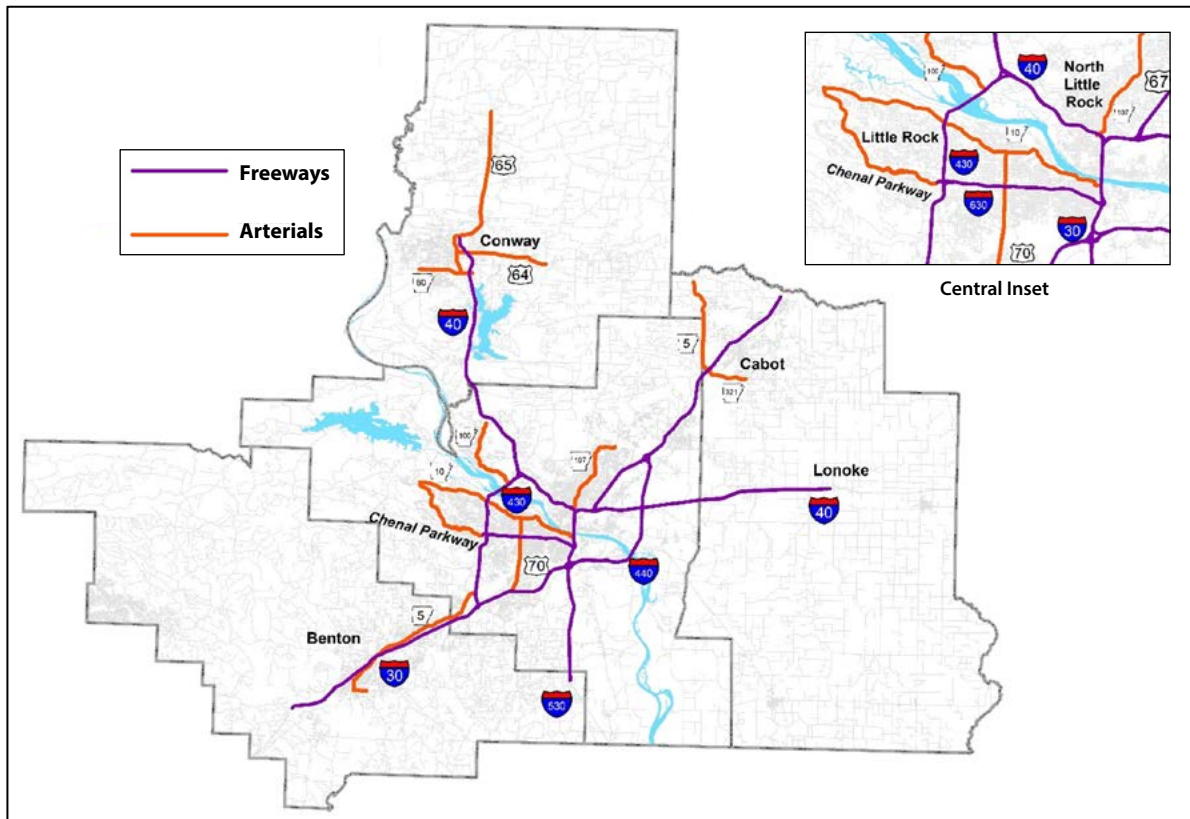 Freeways
Arterials
65
Conway
64
60
40
5
Cabot
321
100
107
10
430
Lonoke
40
Chenal Parkway
70
440
5
Benton
30
530
40
North
Little
Rock
67
100
107
10
Little Rock
430
Chenal Parkway
630
30
70
Central Inset